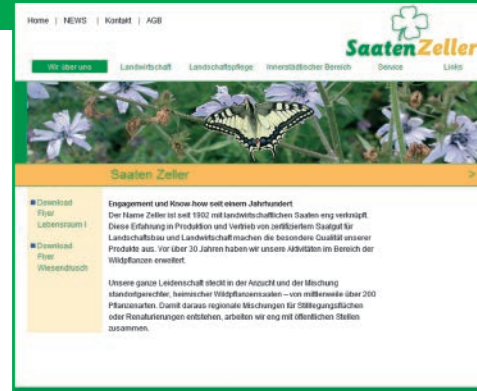 Home | NEWS | Kontakt | AGB
Saaten Zeller
Wir über uns Landwirtschaft Landschaftspflege Innerstädtischer Bereich Service Links
Saaten Zeller >
Download
Flyer
Lebensraum I
Download
Flyer
Wiesendrusch
Engagement und Know-how seit einem Jahrhundert
Der Name Zeller ist seit 1902 mit landwirtschaftlichen Saaten eng verknüpft.
Diese Erfahrung in Produktion und Vertrieb von zertifiziertem Saatgut für
Landschaftsbau und Landwirtschaft machen die besondere Qualität unserer
Produkte aus. Vor über 30 Jahren haben wir unsere Aktivitäten im Bereich der
Wildpflanzen erweitert.
Unsere ganze Leidenschaft steckt in der Anzucht und der Mischung
standortgerechter, heimischer Wildpflanzensaaten – von mittlerweile über 200
Pflanzenarten. Damit daraus regionale Mischungen für Stilllegungsflächen
oder Renaturierungen entstehen, arbeiten wir eng mit öffentlichen Stellen
zusammen.